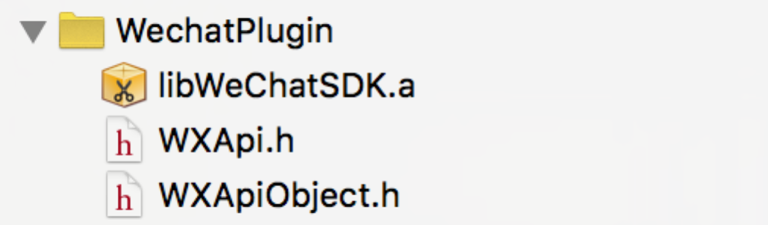 WechatPlugin
libWeChatSDK.a
h WXApi.h
h WXApiObject.h